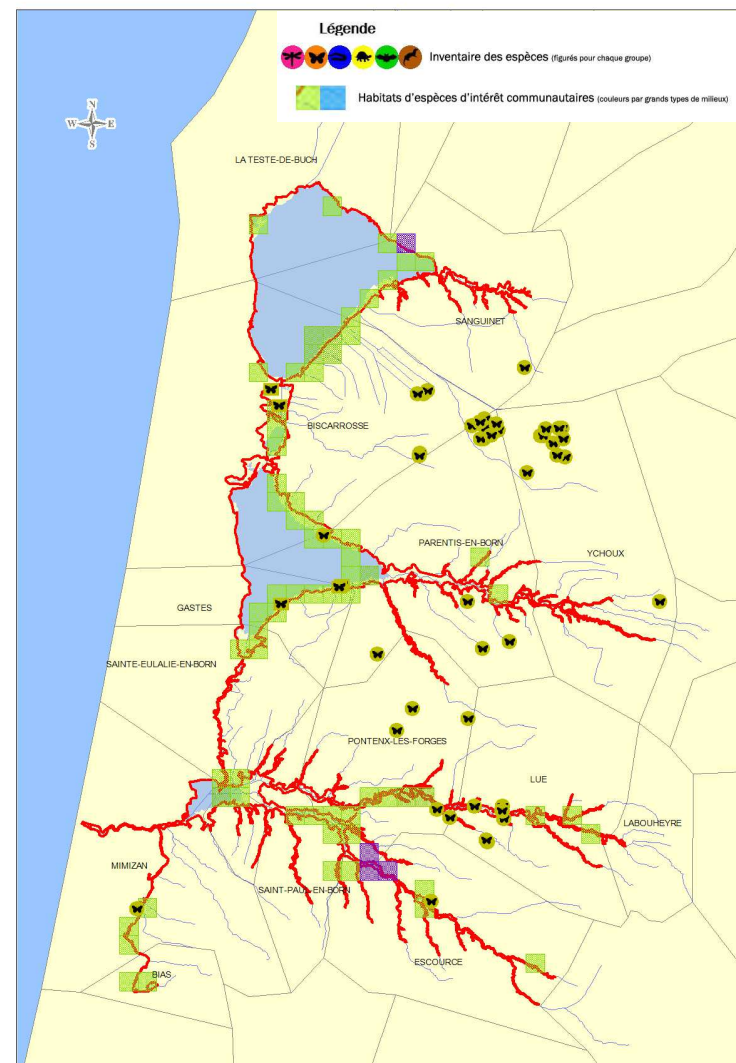 Légende
Inventaire des espèces (figurés pour chaque groupe)
Habitats d'espèces d'intérêt communautaires (couleurs par grands types de milieux)
N
W E
S
LA TESTE-DE-BUCH
SANGUINET
BISCARROSSE
PARENTIS-EN-BORN
YCHOUX
GASTES
SAINTE-EULALIE-EN-BORN
PONTENX-LES-FORGES
LUE
LABOUHEYRE
MIMIZAN
SAINT-PAUL-EN-BORN
ESCOURCE
BIAS